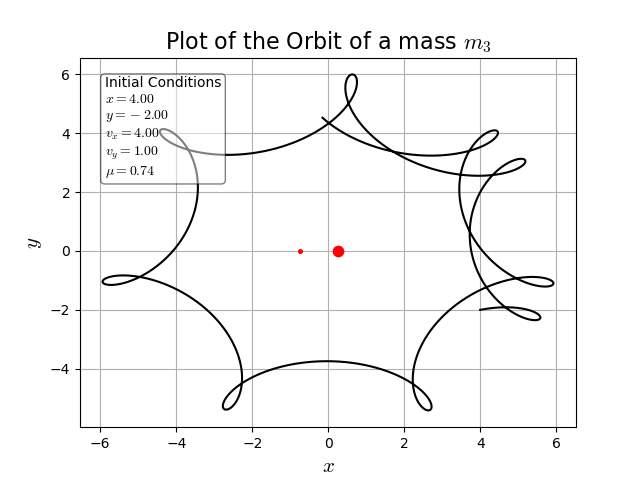 Plot of the Orbit of a mass m₃
Initial Conditions
x = 4.00
y = −2.00
vₓ = 4.00
v_y = 1.00
μ = 0.74
6
4
2
0
−2
−4
y
−6
−4
−2
0
2
4
6
x